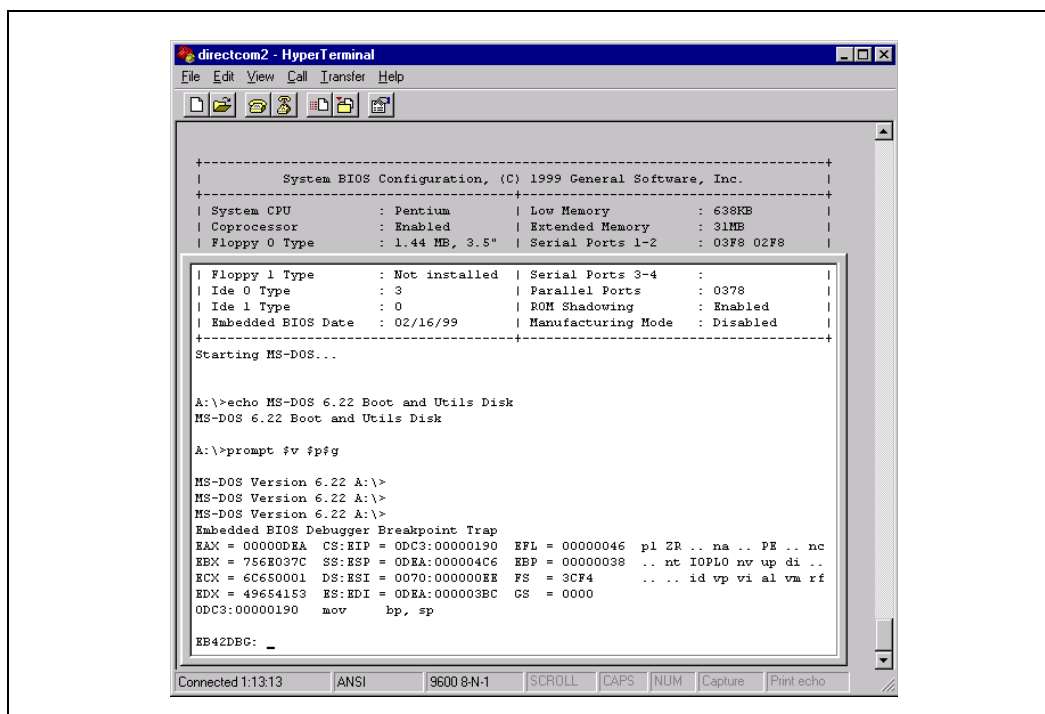 directcom2 - HyperTerminal
File Edit View Call Transfer Help
+------------------------------------------------------------------------------+
| System BIOS Configuration, (C) 1999 General Software, Inc. |
+---------------------------------------+--------------------------------------+
| System CPU : Pentium | Low Memory : 638KB |
| Coprocessor : Enabled | Extended Memory : 31MB |
| Floppy 0 Type : 1.44 MB, 3.5" | Serial Ports 1-2 : 03F8 02F8 |
| Floppy 1 Type : Not installed | Serial Ports 3-4 : |
| Ide 0 Type : 3 | Parallel Ports : 0378 |
| Ide 1 Type : 0 | ROM Shadowing : Enabled |
| Embedded BIOS Date : 02/16/99 | Manufacturing Mode : Disabled |
+---------------------------------------+--------------------------------------+
Starting MS-DOS...
A:\>echo MS-DOS 6.22 Boot and Utils Disk
MS-DOS 6.22 Boot and Utils Disk
A:\>prompt $v $p$g
MS-DOS Version 6.22 A:\>
MS-DOS Version 6.22 A:\>
MS-DOS Version 6.22 A:\>
Embedded BIOS Debugger Breakpoint Trap
EAX = 00000DEA CS:EIP = 0DC3:00000190 EFL = 00000046 pl ZR .. na .. PE .. nc
EBX = 756E037C SS:ESP = 0DEA:000004C6 EBP = 00000038 .. nt IOPL0 nv up di ..
ECX = 6C650001 DS:ESI = 0070:000000EE FS = 3CF4 .. .. id vp vi al vm rf
EDX = 49654153 ES:EDI = 0DEA:000003BC GS = 0000
0DC3:00000190 mov bp, sp
EB42DBG: _
Connected 1:13:13 ANSI 9600 8-N-1 SCROLL CAPS NUM Capture Print echo